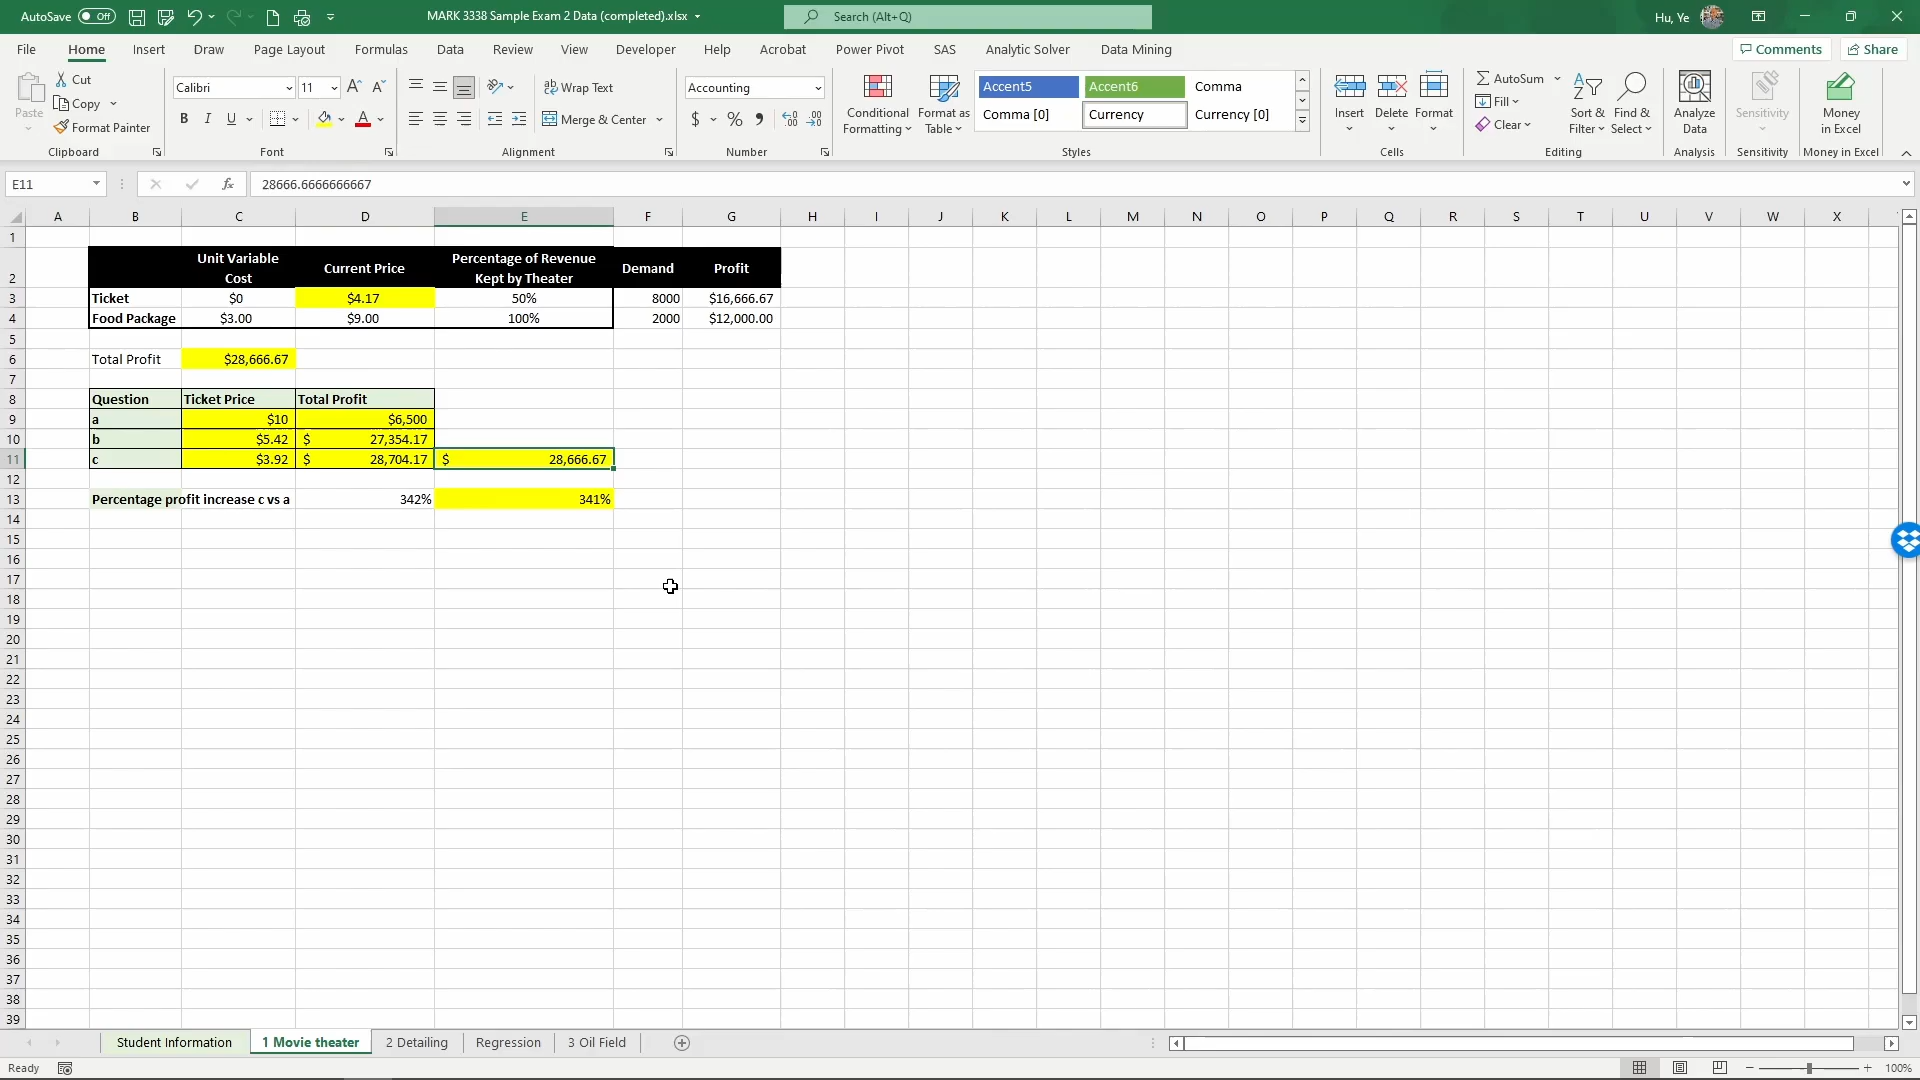 AutoSave Off MARK 3338 Sample Exam 2 Data (completed).xlsx Search (Alt+Q) Hu, Ye
File Home Insert Draw Page Layout Formulas Data Review View Developer Help Acrobat Power Pivot SAS Analytic Solver Data Mining Comments Share
Paste Cut Copy Format Painter Clipboard
Calibri 11 B I U A Font
Wrap Text Merge & Center Alignment
Accounting $ % Number
Conditional Formatting Format as Table
Accent5 Accent6 Comma
Comma [0] Currency Currency [0]
Styles
Insert Delete Format Cells
AutoSum Fill Clear Sort & Filter Find & Select Editing
Analyze Data Analysis
Sensitivity Sensitivity
Money in Excel Money in Excel
E11 fx 28666.6666666667
A B C D E F G H I J K L M N O P Q R S T U V W X
1
2 Unit Variable Cost Current Price Percentage of Revenue Kept by Theater Demand Profit
3 Ticket $0 $4.17 50% 8000 $16,666.67
4 Food Package $3.00 $9.00 100% 2000 $12,000.00
5
6 Total Profit $28,666.67
7
8 Question Ticket Price Total Profit
9 a $10 $6,500
10 b $5.42 $ 27,354.17
11 c $3.92 $ 28,704.17 $ 28,666.67
12
13 Percentage profit increase c vs a 342% 341%
14
15
16
17
18
19
20
21
22
23
24
25
26
27
28
29
30
31
32
33
34
35
36
37
38
39
Student Information 1 Movie theater 2 Detailing Regression 3 Oil Field
Ready 100%